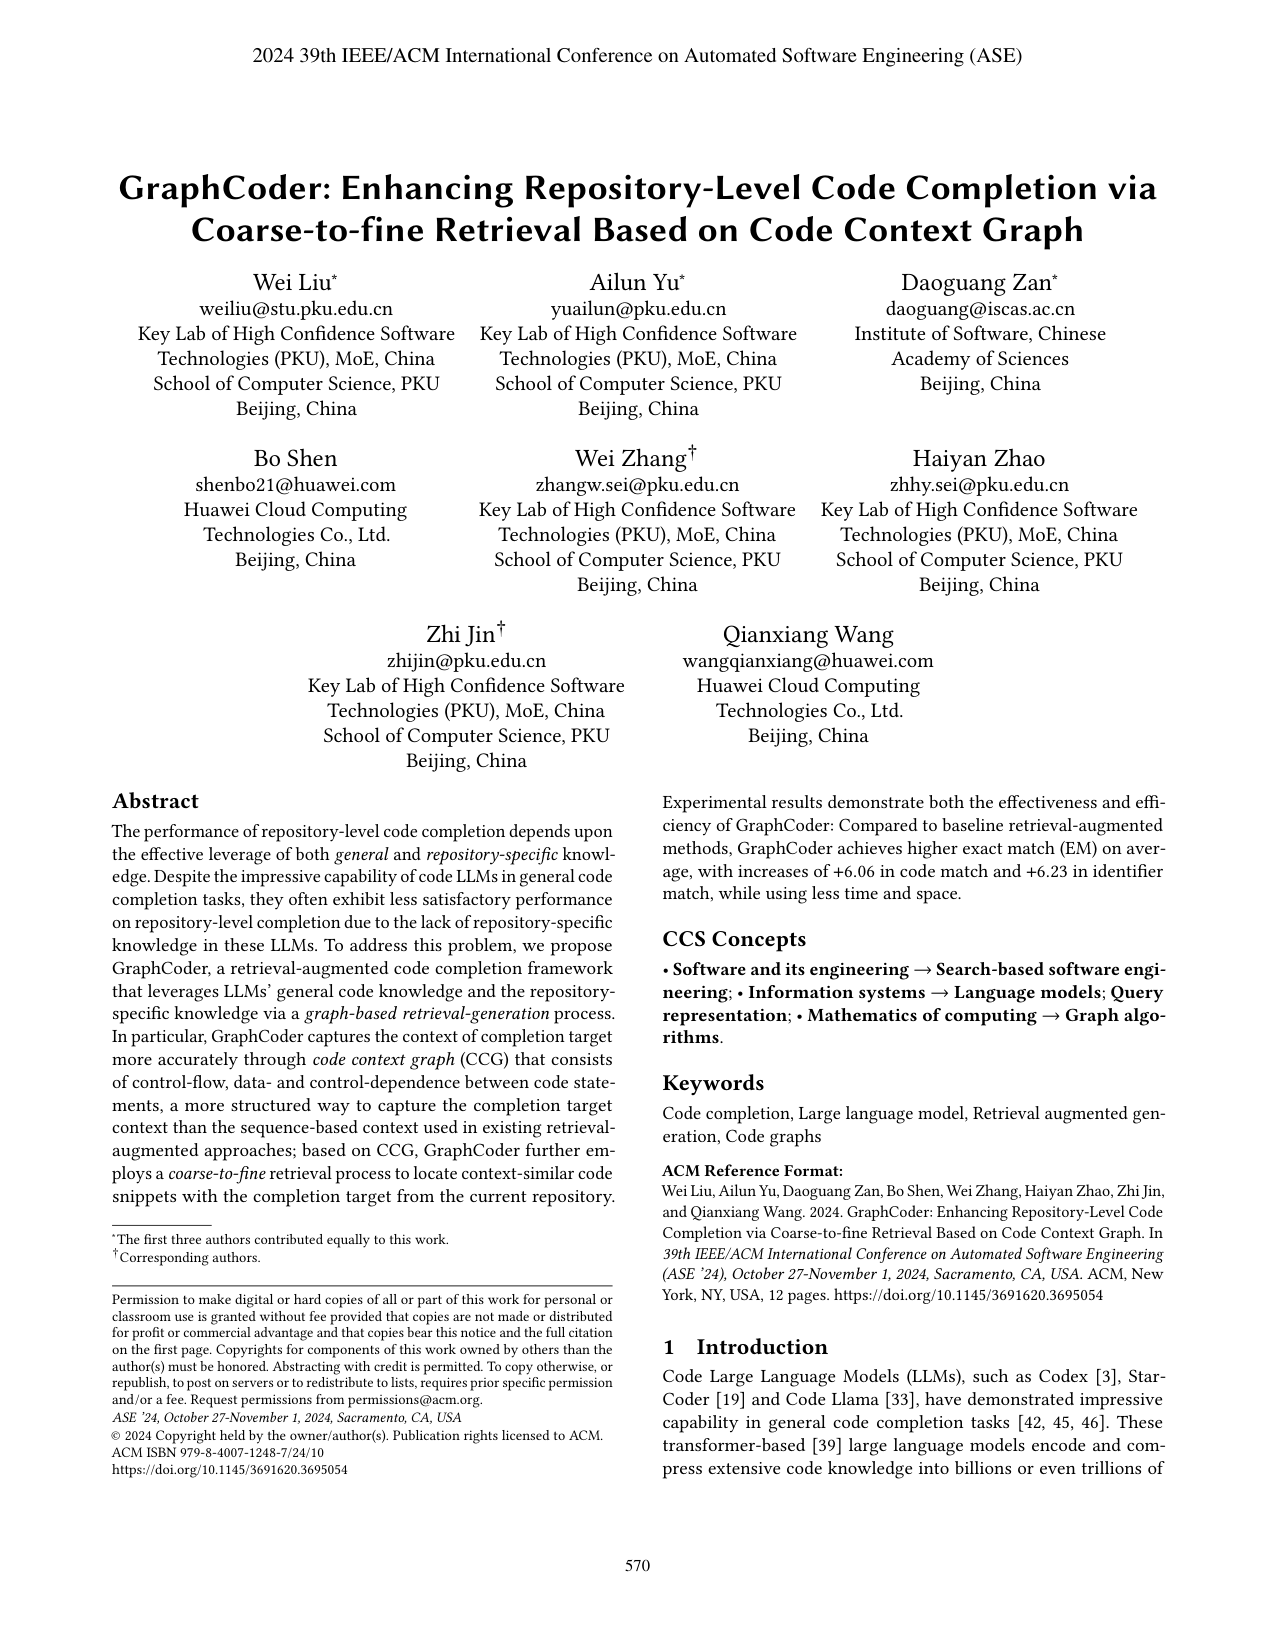 2024 39th IEEE/ACM International Conference on Automated Software Engineering (ASE)
GraphCoder: Enhancing Repository-Level Code Completion via
Coarse-to-fine Retrieval Based on Code Context Graph
Wei Liu*
weiliu@stu.pku.edu.cn
Key Lab of High Confidence Software
Technologies (PKU), MoE, China
School of Computer Science, PKU
Beijing, China
Ailun Yu*
yuailun@pku.edu.cn
Key Lab of High Confidence Software
Technologies (PKU), MoE, China
School of Computer Science, PKU
Beijing, China
Daoguang Zan*
daoguang@iscas.ac.cn
Institute of Software, Chinese
Academy of Sciences
Beijing, China
Bo Shen
shenbo21@huawei.com
Huawei Cloud Computing
Technologies Co., Ltd.
Beijing, China
Wei Zhang†
zhangw.sei@pku.edu.cn
Key Lab of High Confidence Software
Technologies (PKU), MoE, China
School of Computer Science, PKU
Beijing, China
Haiyan Zhao
zhhy.sei@pku.edu.cn
Key Lab of High Confidence Software
Technologies (PKU), MoE, China
School of Computer Science, PKU
Beijing, China
Zhi Jin†
zhijin@pku.edu.cn
Key Lab of High Confidence Software
Technologies (PKU), MoE, China
School of Computer Science, PKU
Beijing, China
Qianxiang Wang
wangqianxiang@huawei.com
Huawei Cloud Computing
Technologies Co., Ltd.
Beijing, China
Abstract
The performance of repository-level code completion depends upon
the effective leverage of both general and repository-specific knowl-
edge. Despite the impressive capability of code LLMs in general code
completion tasks, they often exhibit less satisfactory performance
on repository-level completion due to the lack of repository-specific
knowledge in these LLMs. To address this problem, we propose
GraphCoder, a retrieval-augmented code completion framework
that leverages LLMs' general code knowledge and the repository-
specific knowledge via a graph-based retrieval-generation process.
In particular, GraphCoder captures the context of completion target
more accurately through code context graph (CCG) that consists
of control-flow, data- and control-dependence between code state-
ments, a more structured way to capture the completion target
context than the sequence-based context used in existing retrieval-
augmented approaches; based on CCG, GraphCoder further em-
ploys a coarse-to-fine retrieval process to locate context-similar code
snippets with the completion target from the current repository.
*The first three authors contributed equally to this work.
†Corresponding authors.
Permission to make digital or hard copies of all or part of this work for personal or
classroom use is granted without fee provided that copies are not made or distributed
for profit or commercial advantage and that copies bear this notice and the full citation
on the first page. Copyrights for components of this work owned by others than the
author(s) must be honored. Abstracting with credit is permitted. To copy otherwise, or
republish, to post on servers or to redistribute to lists, requires prior specific permission
and/or a fee. Request permissions from permissions@acm.org.
ASE '24, October 27-November 1, 2024, Sacramento, CA, USA
© 2024 Copyright held by the owner/author(s). Publication rights licensed to ACM.
ACM ISBN 979-8-4007-1248-7/24/10
https://doi.org/10.1145/3691620.3695054
Experimental results demonstrate both the effectiveness and effi-
ciency of GraphCoder: Compared to baseline retrieval-augmented
methods, GraphCoder achieves higher exact match (EM) on aver-
age, with increases of +6.06 in code match and +6.23 in identifier
match, while using less time and space.
CCS Concepts
• Software and its engineering → Search-based software engi-
neering; • Information systems → Language models; Query
representation; • Mathematics of computing → Graph algo-
rithms.
Keywords
Code completion, Large language model, Retrieval augmented gen-
eration, Code graphs
ACM Reference Format:
Wei Liu, Ailun Yu, Daoguang Zan, Bo Shen, Wei Zhang, Haiyan Zhao, Zhi Jin,
and Qianxiang Wang. 2024. GraphCoder: Enhancing Repository-Level Code
Completion via Coarse-to-fine Retrieval Based on Code Context Graph. In
39th IEEE/ACM International Conference on Automated Software Engineering
(ASE '24), October 27-November 1, 2024, Sacramento, CA, USA. ACM, New
York, NY, USA, 12 pages. https://doi.org/10.1145/3691620.3695054
1 Introduction
Code Large Language Models (LLMs), such as Codex [3], Star-
Coder [19] and Code Llama [33], have demonstrated impressive
capability in general code completion tasks [42, 45, 46]. These
transformer-based [39] large language models encode and com-
press extensive code knowledge into billions or even trillions of
570